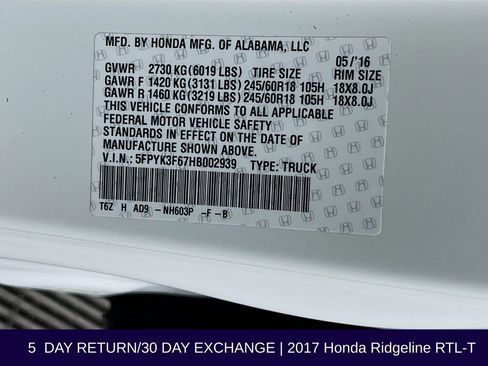 MFD. BY HONDA MFG. OF ALABAMA, LLC
05/'16
GVWR 2730 KG(6019 LBS) TIRE SIZE RIM SIZE
GAWR F 1420 KG(3131 LBS)245/60R18 105H 18X8.0J
GAWR R 1460 KG(3219 LBS)245/60R18 105H 18X8.0J
THIS VEHICLE CONFORMS TO ALL APPLICABLE
FEDERAL MOTOR VEHICLE SAFETY
STANDARDS IN EFFECT ON THE DATE OF
MANUFACTURE SHOWN ABOVE.
V.I.N.: 5FPYK3F67HB002939 TYPE: TRUCK
T6Z H AD9 -NH603P -F -B
5 DAY RETURN/30 DAY EXCHANGE | 2017 Honda Ridgeline RTL-T